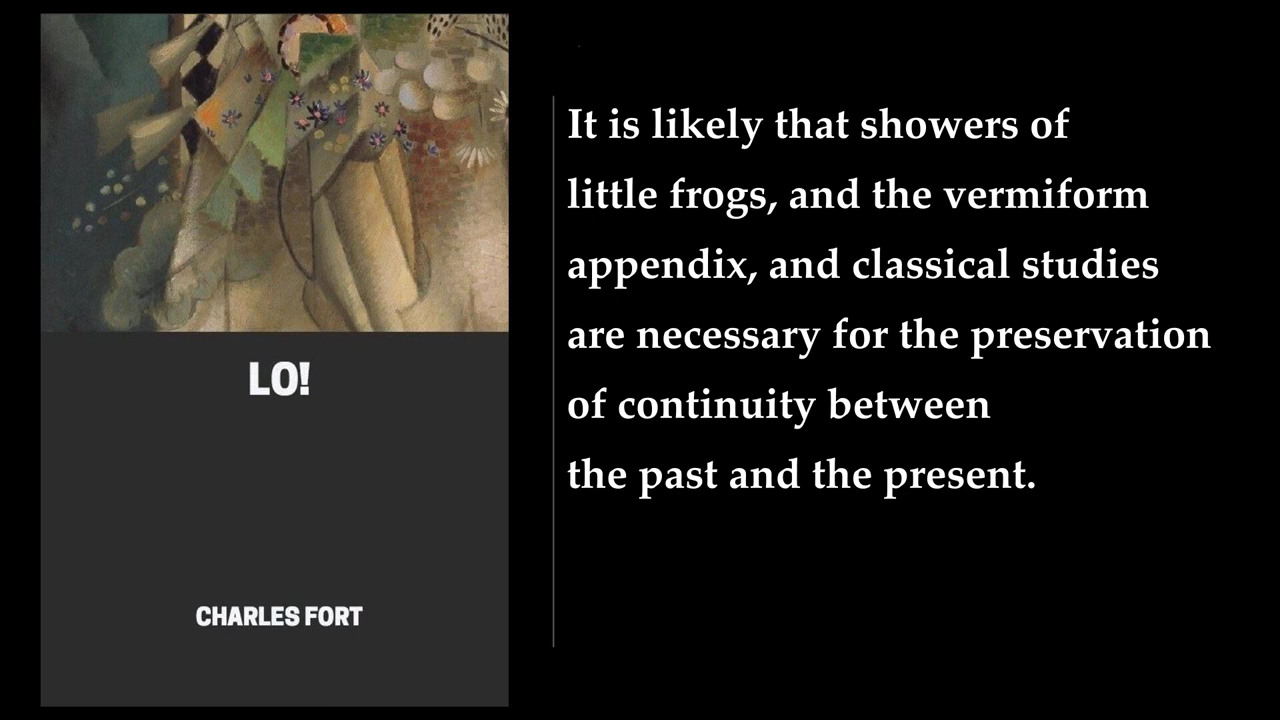 LO!
CHARLES FORT
It is likely that showers of
little frogs, and the vermiform
appendix, and classical studies
are necessary for the preservation
of continuity between
the past and the present.